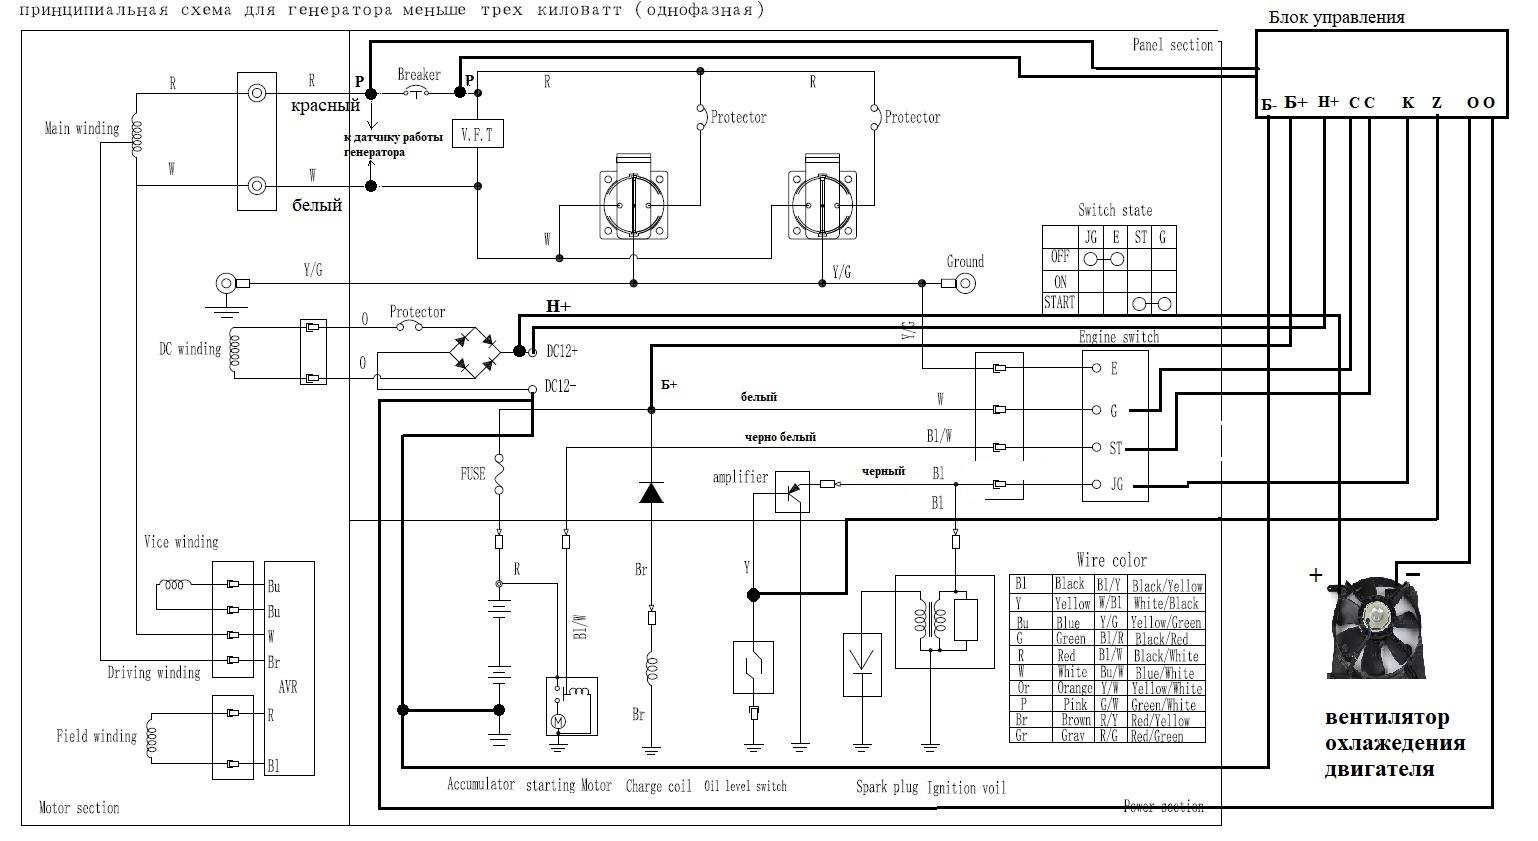 принципиальная схема для генератора меньше трех киловатт (однофазная)
Блок управления
Panel section
Б- Б+ Н+ С С К Z О О
R
R
Р
Breaker
Р
R
R
красный
Main winding
к датчику работы
генератора
V.F.T
Protector
Protector
W
W
белый
W
Switch state
JG E ST G
OFF
ON
START
Y/G
Y/G
Ground
Н+
Y/G
Protector
O
DC winding
O
DC12+
DC12-
Engine switch
E
G
ST
JG
Б+
белый
W
черно белый
Bl/W
FUSE
amplifier
черный
Bl
Bl
Vice winding
Bu
Bu
W
Br
Driving winding
AVR
R
Field winding
Bl
R
Bl/W
M
Br
Br
Y
Wire color
Bl Black Bl/Y Black/Yellow
Y Yellow W/Bl White/Black
Bu Blue Y/G Yellow/Green
G Green Bl/R Black/Red
R Red Bl/W Black/White
W White Bu/W Blue/White
Or Orange Y/W Yellow/White
P Pink G/W Green/White
Br Brown R/Y Red/Yellow
Gr Gray R/G Red/Green
+ −
вентилятор
охлажедения
двигателя
Accumulator starting Motor Charge coil Oil level switch Spark plug Ignition voil
Motor section
Power section